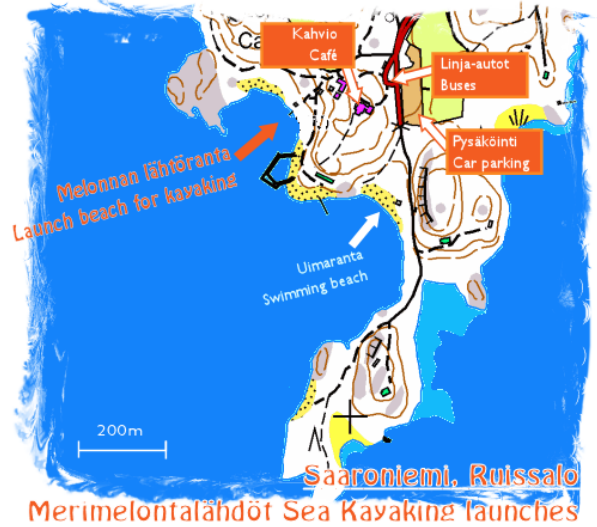 Ca
Kahvio
Café
Linja-autot
Buses
Pysäköinti
Car parking
Melonnan lähtöranta
Launch beach for kayaking
Uimaranta
Swimming beach
200m
Saaroniemi, Ruissalo
Merimelontalähdöt Sea Kayaking launches